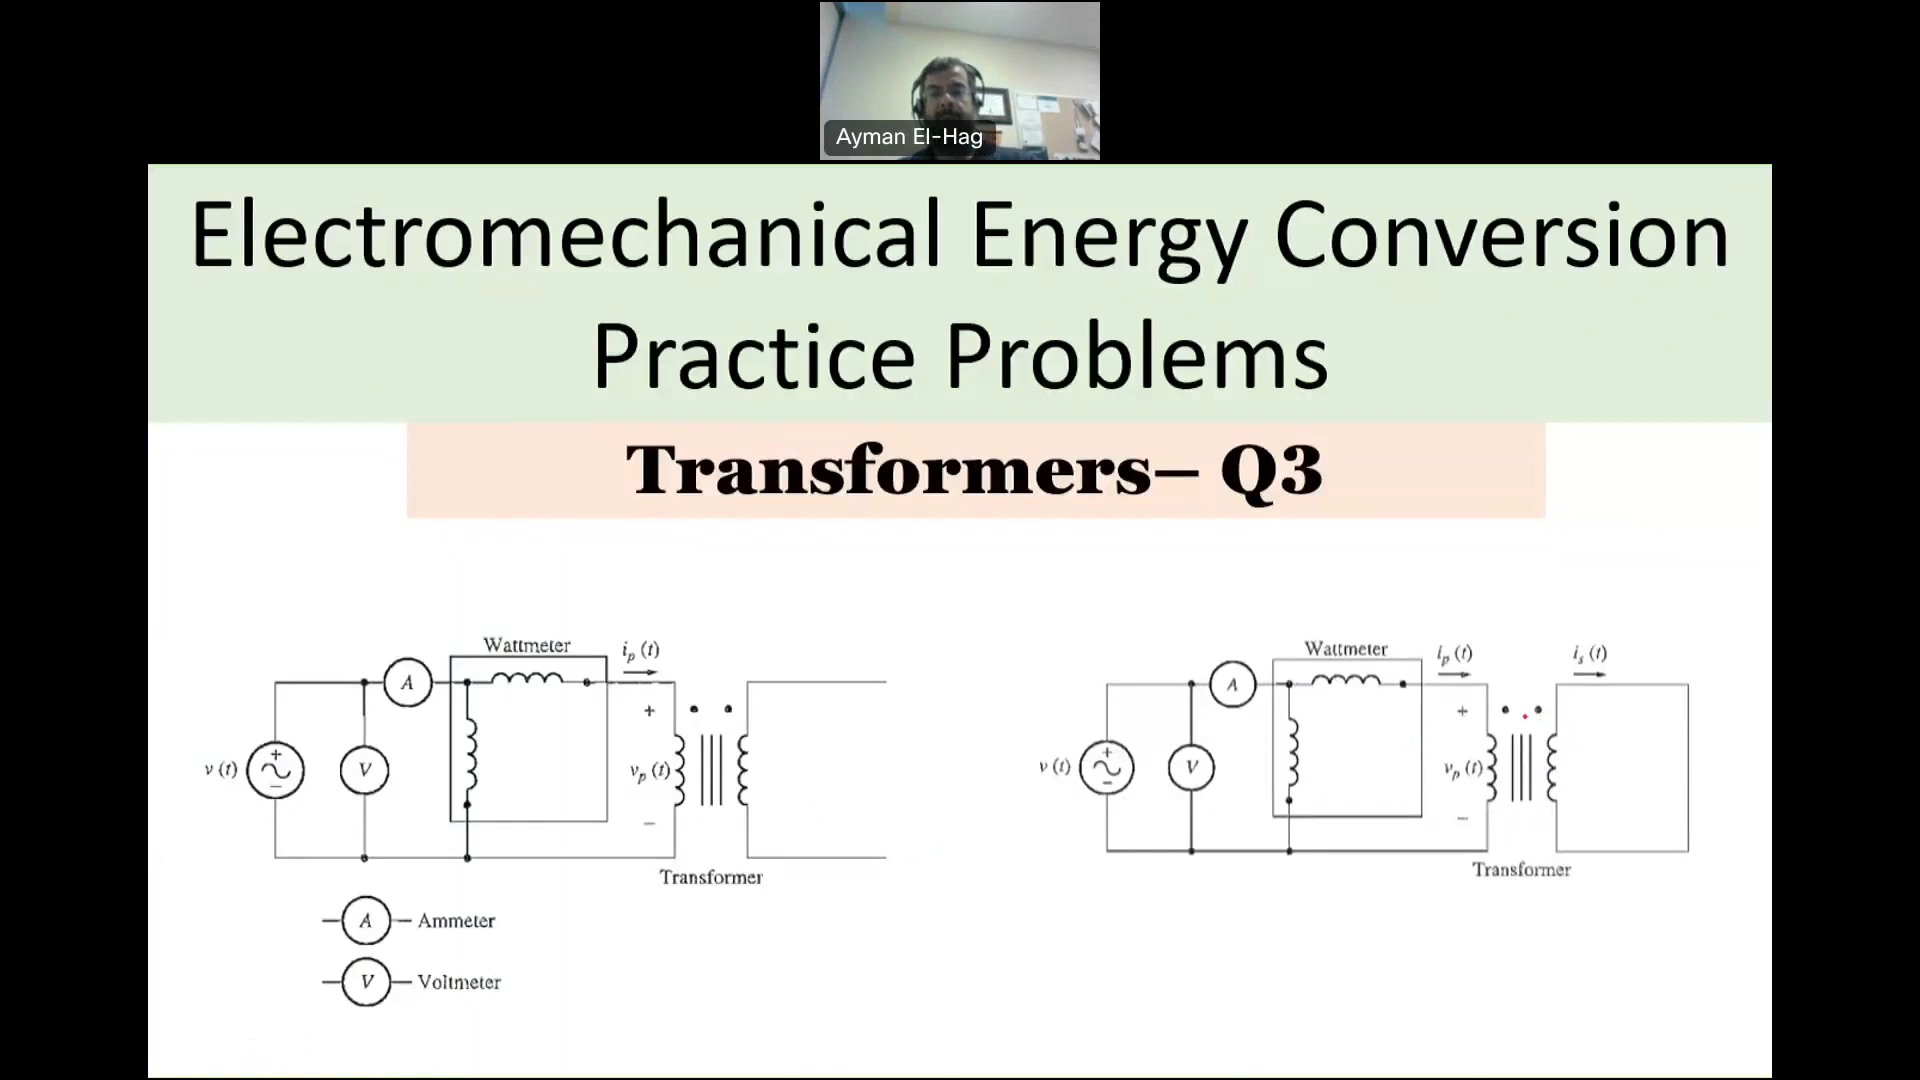 Ayman El-Hag
Electromechanical Energy Conversion
Practice Problems
Transformers– Q3
Wattmeter
i_p (t)
A
+
v (t)
+
–
V
v_p (t)
–
Transformer
A
Ammeter
V
Voltmeter
Wattmeter
i_p (t)
i_s (t)
A
+
v (t)
+
–
V
v_p (t)
–
Transformer